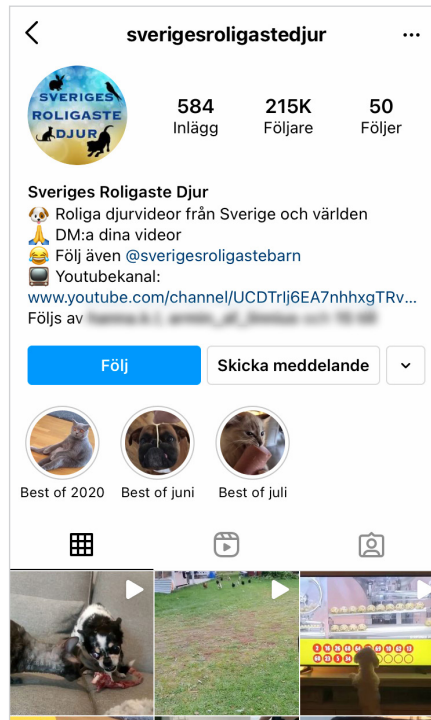 sverigesroligastedjur
SVERIGES
ROLIGASTE
DJUR
584
Inlägg
215K
Följare
50
Följer
Sveriges Roligaste Djur
Roliga djurvideor från Sverige och världen
DM:a dina videor
Följ även @sverigesroligastebarn
Youtubekanal:
www.youtube.com/channel/UCDTrIj6EA7nhhxgTRv...
Följs av
Följ
Skicka meddelande
Best of 2020
Best of juni
Best of juli